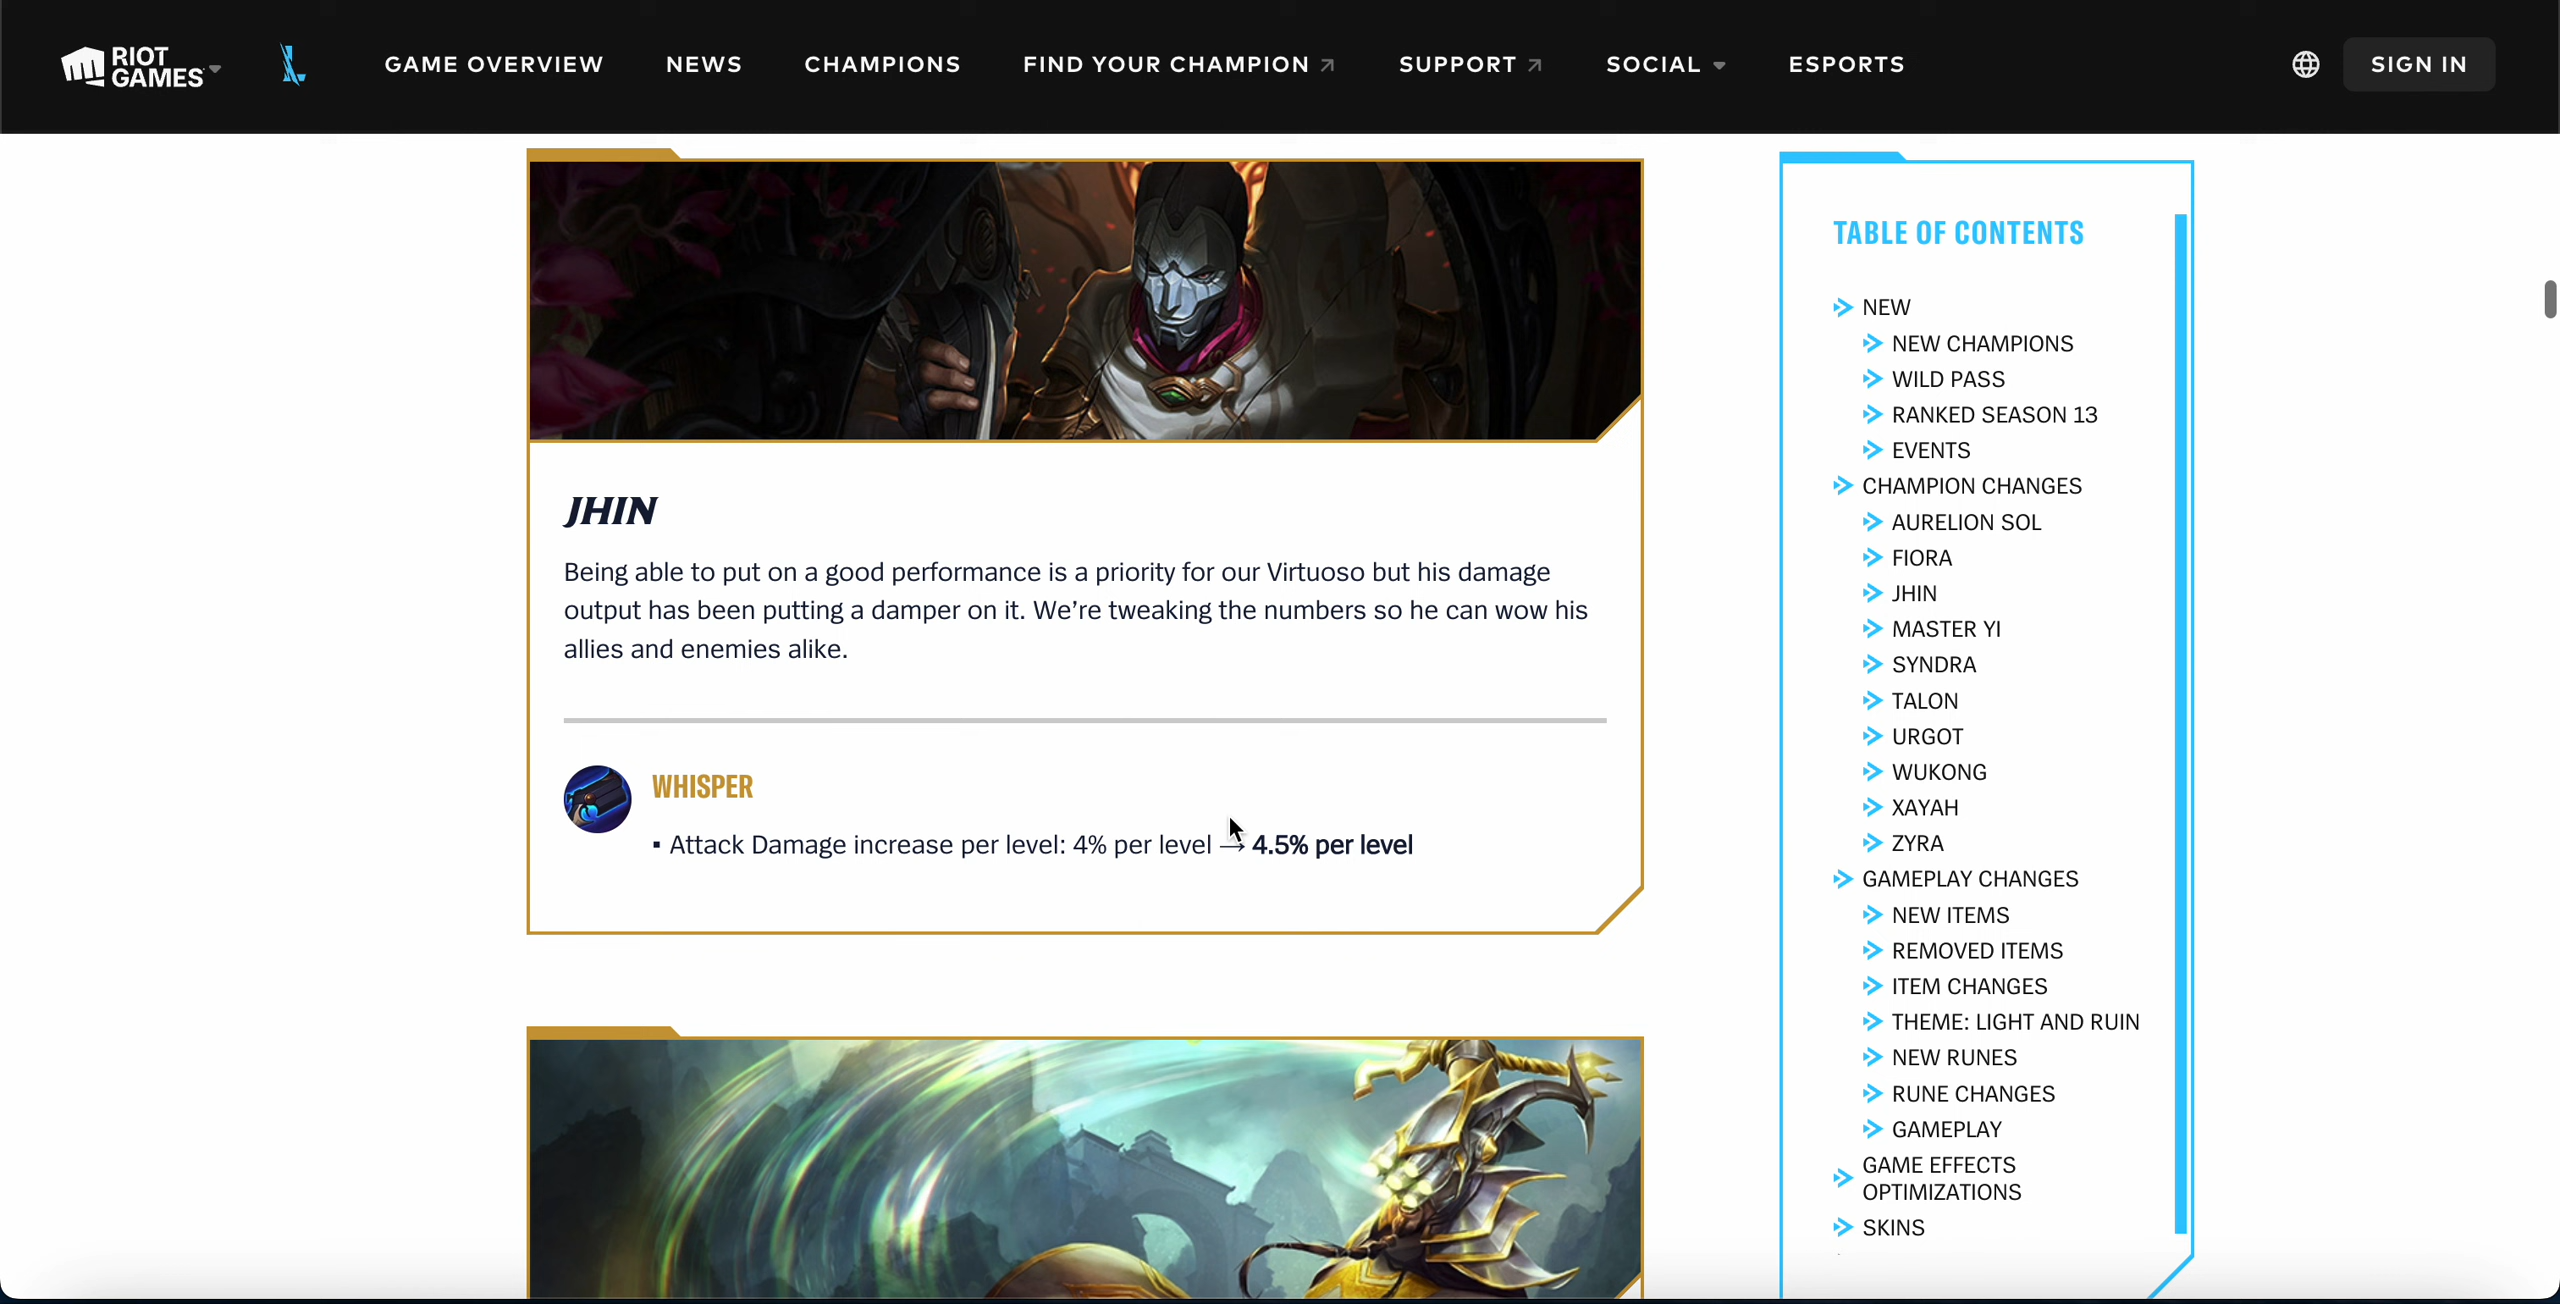 RIOT
GAMES
GAME OVERVIEW
NEWS
CHAMPIONS
FIND YOUR CHAMPION
SUPPORT
SOCIAL
ESPORTS
SIGN IN
JHIN
Being able to put on a good performance is a priority for our Virtuoso but his damage
output has been putting a damper on it. We’re tweaking the numbers so he can wow his
allies and enemies alike.
WHISPER
▪ Attack Damage increase per level: 4% per level → 4.5% per level
TABLE OF CONTENTS
NEW
NEW CHAMPIONS
WILD PASS
RANKED SEASON 13
EVENTS
CHAMPION CHANGES
AURELION SOL
FIORA
JHIN
MASTER YI
SYNDRA
TALON
URGOT
WUKONG
XAYAH
ZYRA
GAMEPLAY CHANGES
NEW ITEMS
REMOVED ITEMS
ITEM CHANGES
THEME: LIGHT AND RUIN
NEW RUNES
RUNE CHANGES
GAMEPLAY
GAME EFFECTS
OPTIMIZATIONS
SKINS